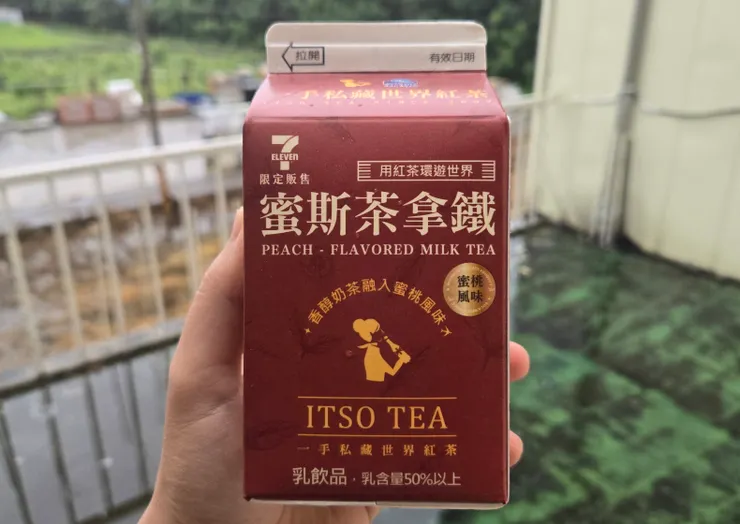 拉開
有效日期
一手私藏世界紅茶
7
ELEVEN
限定販售
用紅茶環遊世界
蜜斯茶拿鐵
PEACH - FLAVORED MILK TEA
蜜桃
風味
香醇奶茶融入蜜桃風味
ITSO TEA
一手私藏世界紅茶
乳飲品，乳含量50%以上